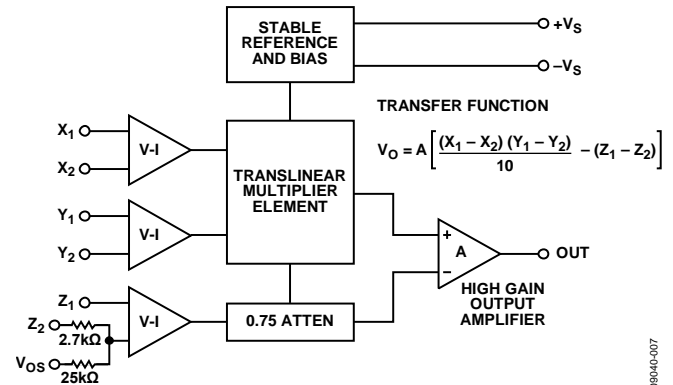 STABLE
REFERENCE
AND BIAS
+VS
–VS
TRANSFER FUNCTION
VO = A [ (X1 – X2) (Y1 – Y2) / 10 – (Z1 – Z2) ]
X1
X2
V-I
TRANSLINEAR
MULTIPLIER
ELEMENT
Y1
Y2
V-I
+
–
A
OUT
HIGH GAIN
OUTPUT
AMPLIFIER
Z1
Z2
2.7kΩ
VOS
25kΩ
V-I
0.75 ATTEN
09040-007